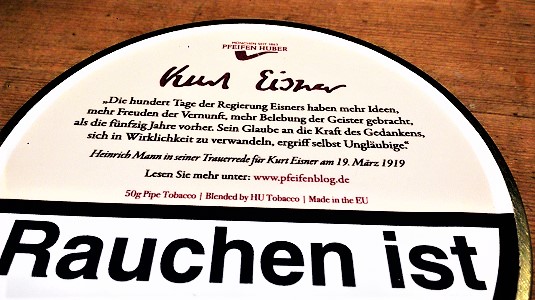 MÜNCHEN SEIT 1863
PFEIFEN HUBER
Kurt Eisner
„Die hundert Tage der Regierung Eisners haben mehr Ideen,
mehr Freuden der Vernunft, mehr Belebung der Geister gebracht,
als die fünfzig Jahre vorher. Sein Glaube an die Kraft des Gedankens,
sich in Wirklichkeit zu verwandeln, ergriff selbst Ungläubige.“
Heinrich Mann in seiner Trauerrede für Kurt Eisner am 19. März 1919
Lesen Sie mehr unter: www.pfeifenblog.de
50g Pipe Tobacco | Blended by HU Tobacco | Made in the EU
Rauchen ist